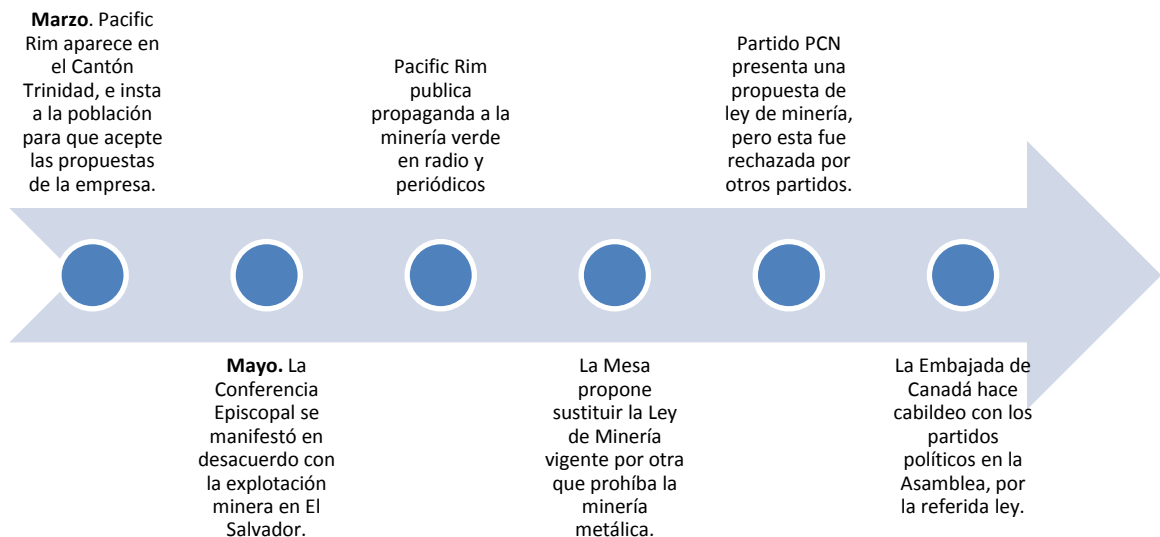 Marzo. Pacific
Rim aparece en
el Cantón
Trinidad, e insta
a la población
para que acepte
las propuestas
de la empresa.
Mayo. La
Conferencia
Episcopal se
manifestó en
desacuerdo con
la explotación
minera en El
Salvador.
Pacific Rim
publica
propaganda a la
minería verde
en radio y
periódicos
La Mesa
propone
sustituir la Ley
de Minería
vigente por otra
que prohíba la
minería
metálica.
Partido PCN
presenta una
propuesta de
ley de minería,
pero esta fue
rechazada por
otros partidos.
La Embajada de
Canadá hace
cabildeo con los
partidos
políticos en la
Asamblea, por
la referida ley.